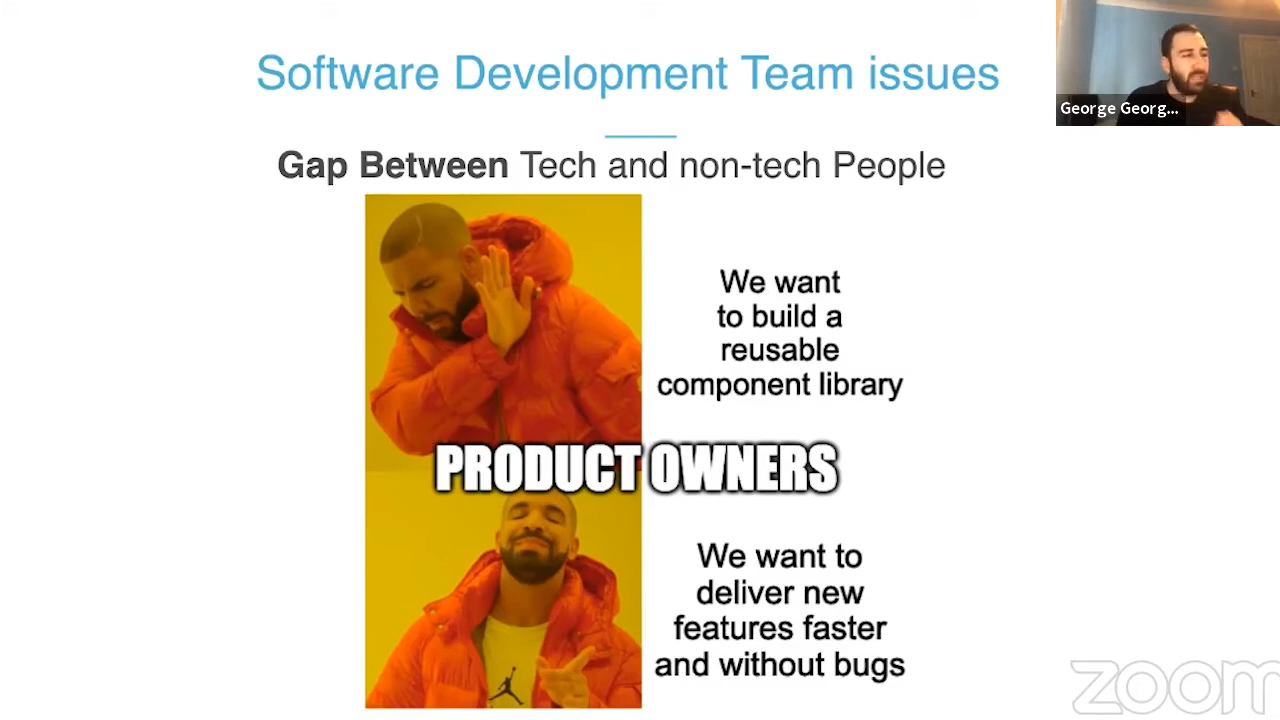 Software Development Team issues
George Georg...
Gap Between Tech and non-tech People
We want
to build a
reusable
component library
PRODUCT OWNERS
We want to
deliver new
features faster
and without bugs
zoom